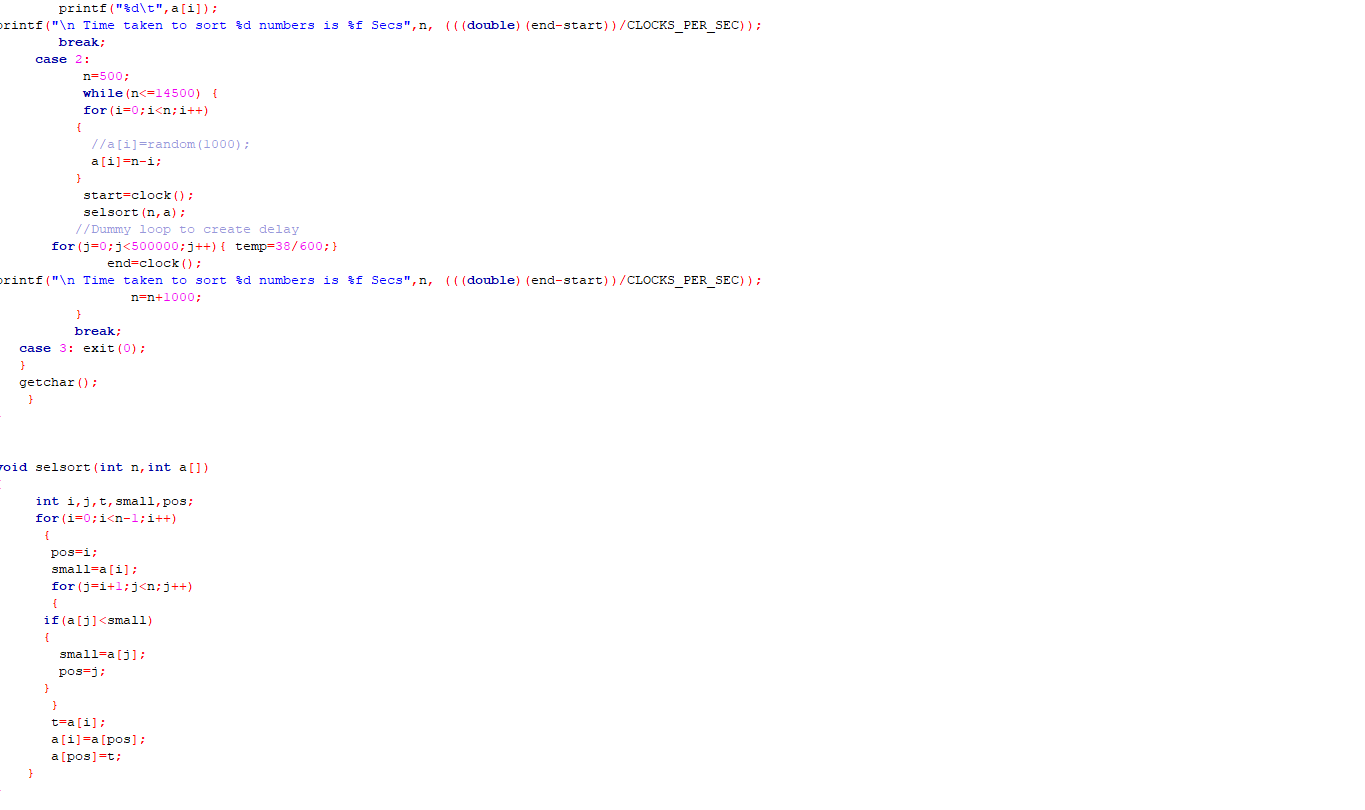 printf("%d\t",a[i]);
printf("\n Time taken to sort %d numbers is %f Secs",n, (((double)(end-start))/CLOCKS_PER_SEC));
break;
case 2:
n=500;
while(n<=14500) {
for(i=0;i<n;i++)
{
//a[i]=random(1000);
a[i]=n-i;
}
start=clock();
selsort(n,a);
//Dummy loop to create delay
for(j=0;j<500000;j++){ temp=38/600;}
end=clock();
printf("\n Time taken to sort %d numbers is %f Secs",n, (((double)(end-start))/CLOCKS_PER_SEC));
n=n+1000;
}
break;
case 3: exit(0);
}
getchar();
}
void selsort(int n,int a[])
int i,j,t,small,pos;
for(i=0;i<n-1;i++)
{
pos=i;
small=a[i];
for(j=i+1;j<n;j++)
{
if(a[j]<small)
{
small=a[j];
pos=j;
}
}
t=a[i];
a[i]=a[pos];
a[pos]=t;
}